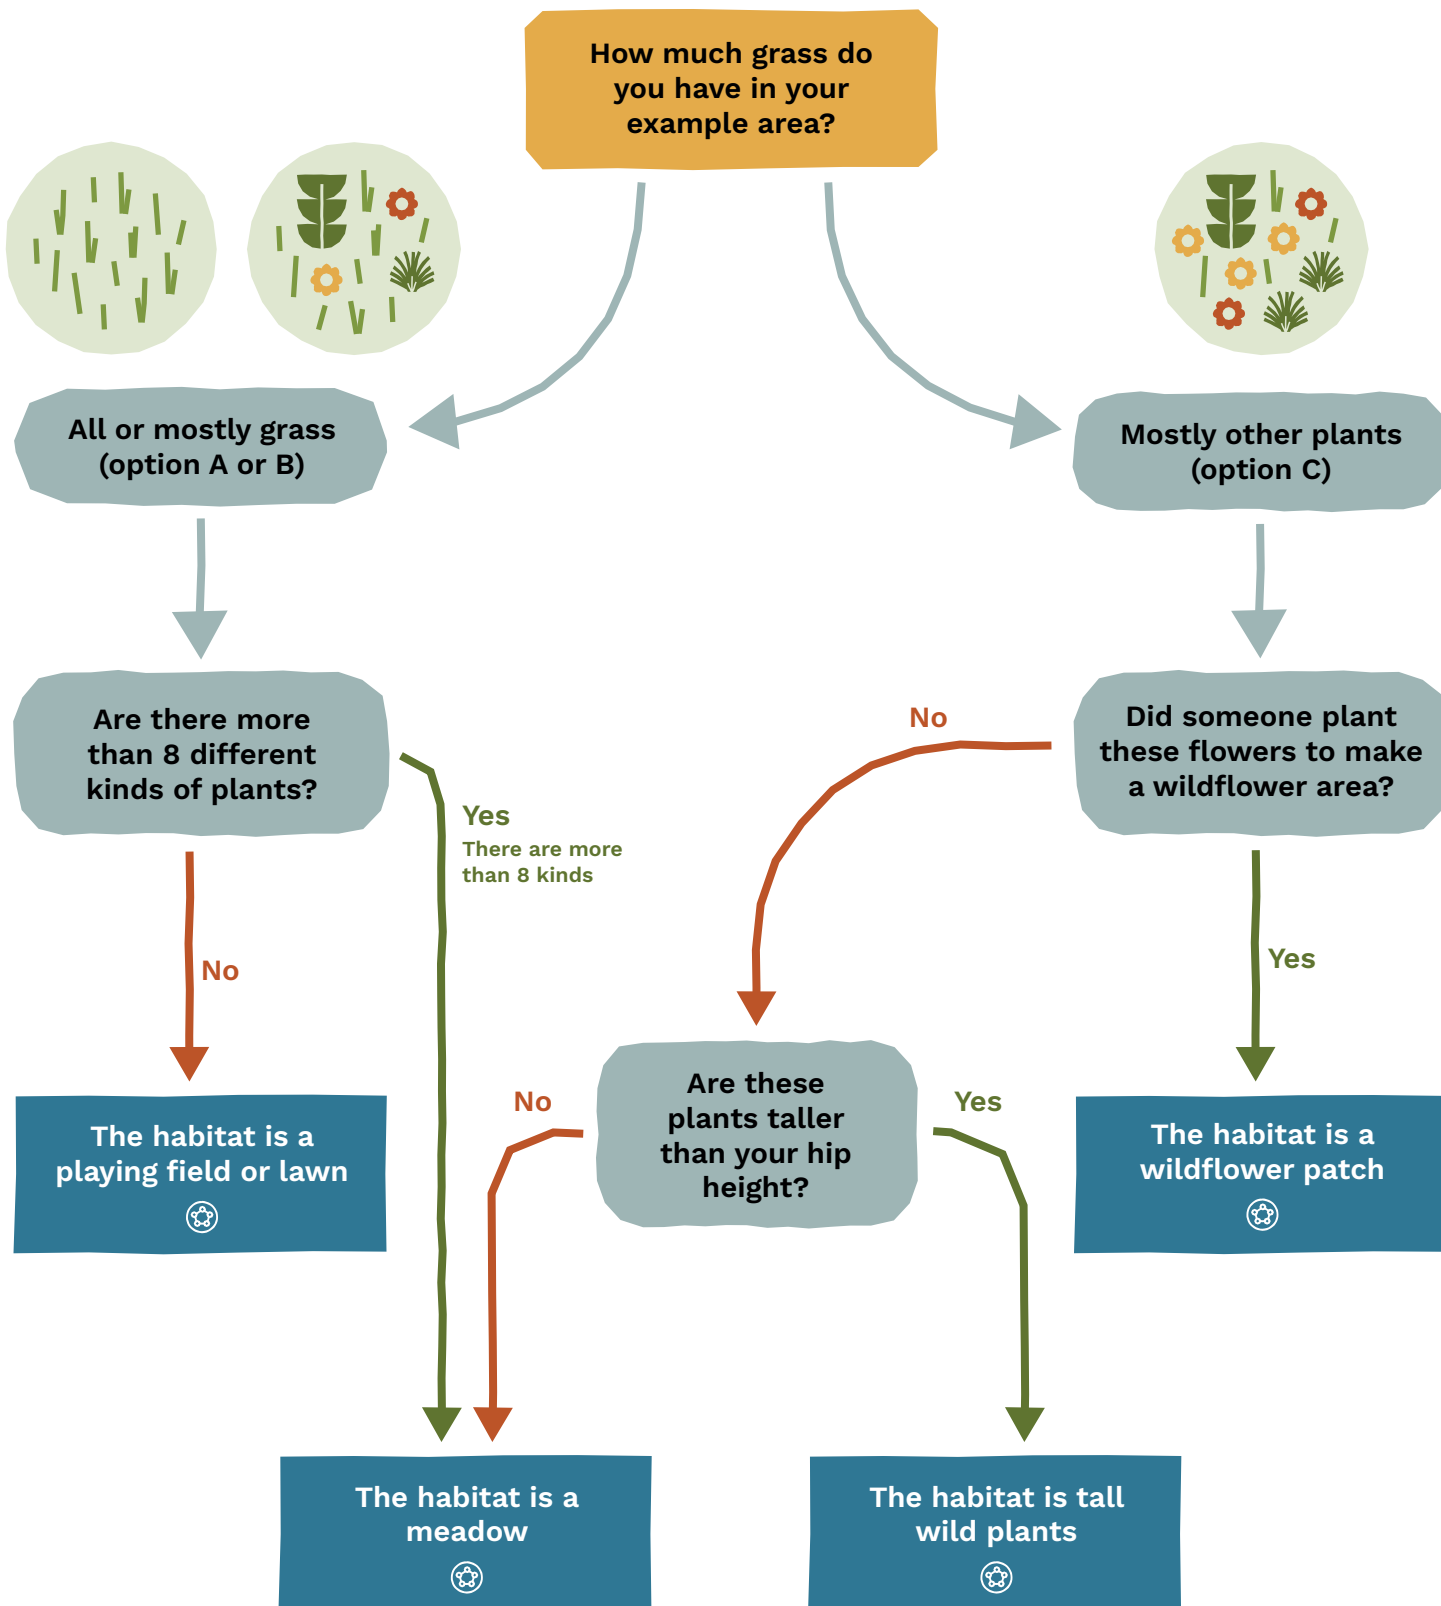 How much grass do
you have in your
example area?
All or mostly grass
(option A or B)
Mostly other plants
(option C)
Are there more
than 8 different
kinds of plants?
Did someone plant
these flowers to make
a wildflower area?
No
Yes
There are more
than 8 kinds
No
Yes
Are these
plants taller
than your hip
height?
No
Yes
The habitat is a
playing field or lawn
The habitat is a
wildflower patch
The habitat is a
meadow
The habitat is tall
wild plants